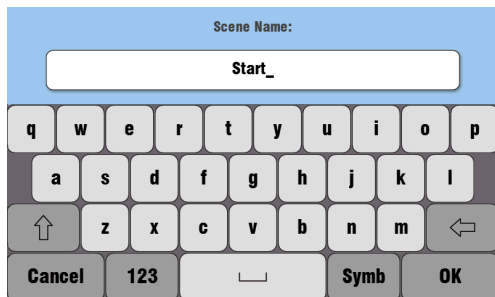 Scene Name:
Start_
q w e r t y u i o p
a s d f g h j k l
z x c v b n m
Cancel 123 Symb OK